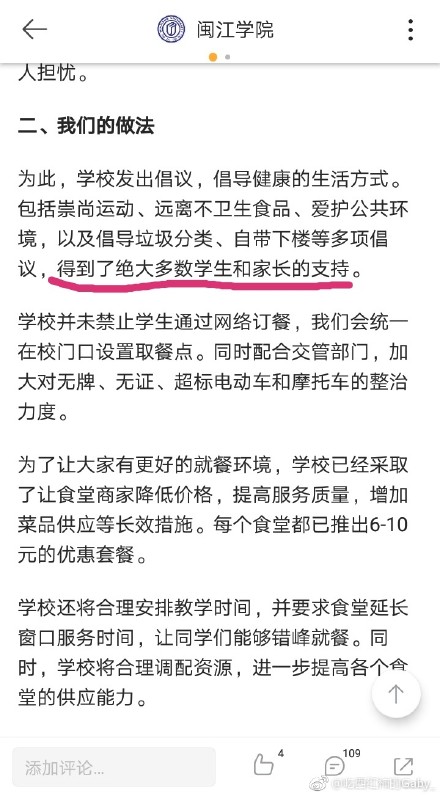 闽江学院
人担忧。
二、我们的做法
为此，学校发出倡议，倡导健康的生活方式。
包括崇尚运动、远离不卫生食品、爱护公共环
境，以及倡导垃圾分类、自带下楼等多项倡
议，得到了绝大多数学生和家长的支持。
学校并未禁止学生通过网络订餐，我们会统一
在校门口设置取餐点。同时配合交管部门，加
大对无牌、无证、超标电动车和摩托车的整治
力度。
为了让大家有更好的就餐环境，学校已经采取
了让食堂商家降低价格，提高服务质量，增加
菜品供应等长效措施。每个食堂都已推出6-10
元的优惠套餐。
学校还将合理安排教学时间，并要求食堂延长
窗口服务时间，让同学们能够错峰就餐。同
时，学校将合理调配资源，进一步提高各个食
堂的供应能力。
添加评论...
4
109